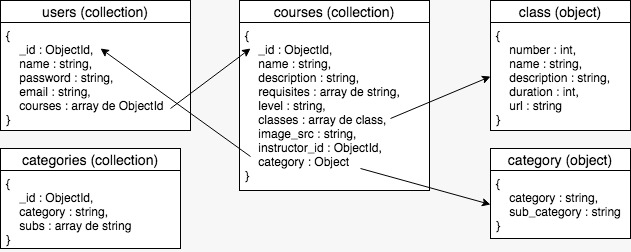 users (collection)
{
_id : ObjectId,
name : string,
password : string,
email : string,
courses : array de ObjectId
}
courses (collection)
{
_id : ObjectId,
name : string,
description : string,
requisites : array de string,
level : string,
classes : array de class,
image_src : string,
instructor_id : ObjectId,
category : Object
}
class (object)
{
number : int,
name : string,
description : string,
duration : int,
url : string
}
categories (collection)
{
_id : ObjectId,
category : string,
subs : array de string
}
category (object)
{
category : string,
sub_category : string
}